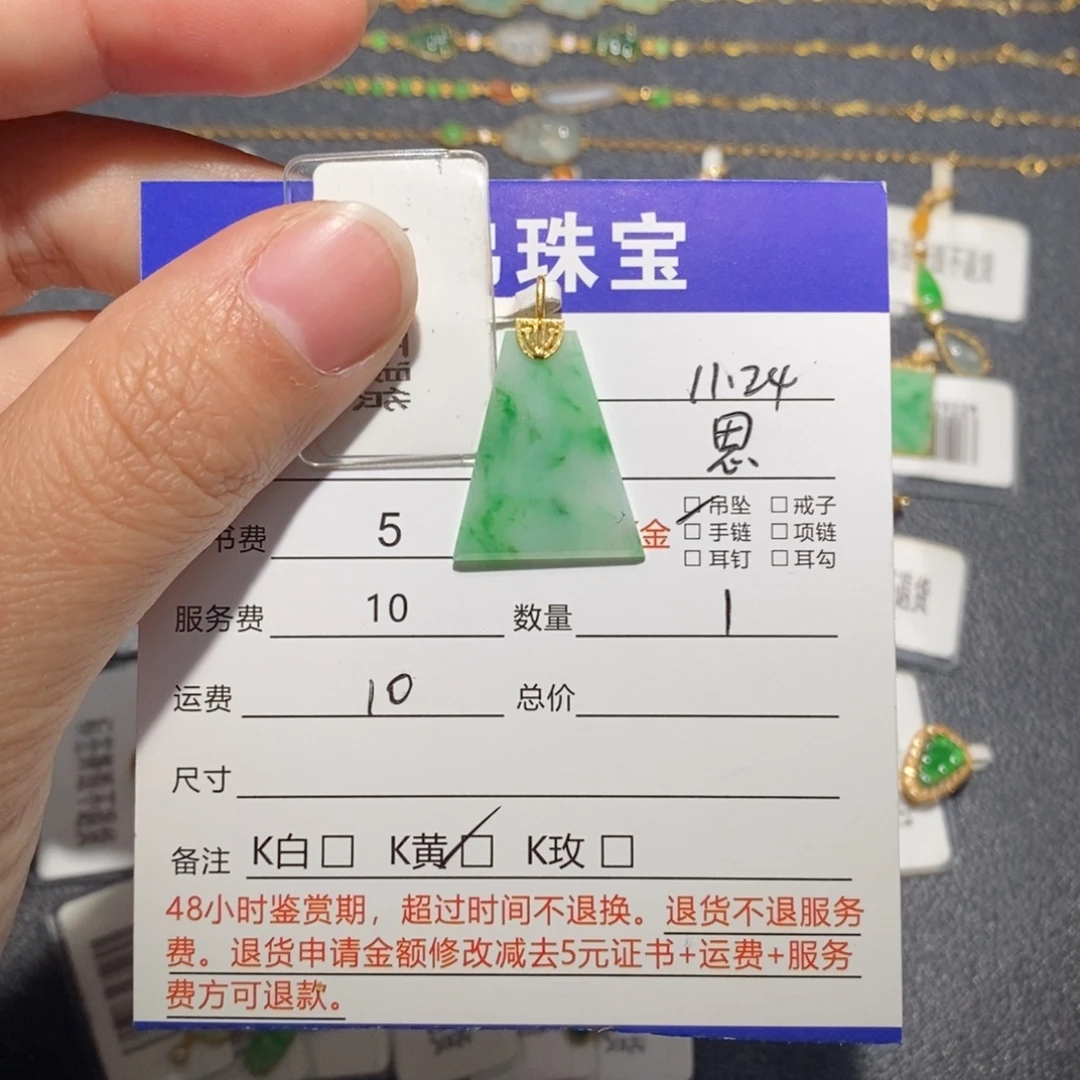 珠宝
11.24
恩
书费 5 金 □吊坠 □戒子
□手链 □项链
□耳钉 □耳勾
服务费 10 数量 1
运费 10 总价
尺寸
备注 K白□ K黄□ K玫□
48小时鉴赏期，超过时间不退换。退货不退服务
费。退货申请金额修改减去5元证书+运费+服务
费方可退款。